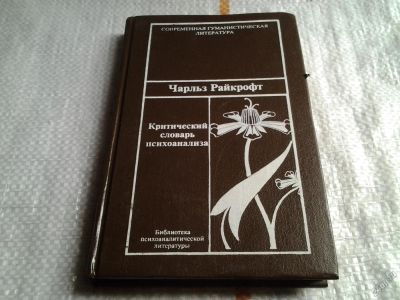 СОВРЕМЕННАЯ ГУМАНИСТИЧЕСКАЯ
ЛИТЕРАТУРА
Чарльз Райкрофт
Критический
словарь
психоанализа
Библиотека
психоаналитической
литературы